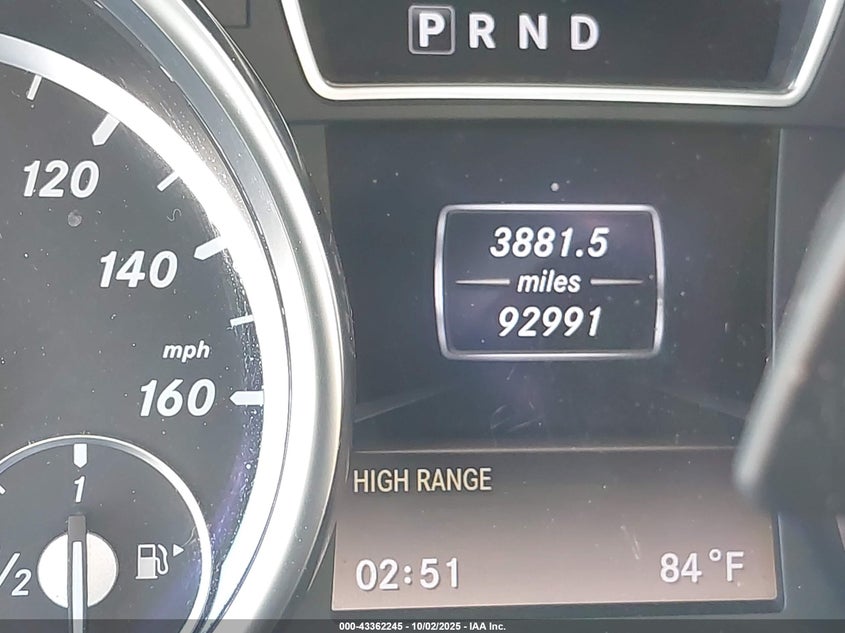 P R N D
120
140
mph
160
3881.5
miles
92991
HIGH RANGE
02:51 84°F
1
1/2
000-43362245 - 10/02/2025 - IAA Inc.